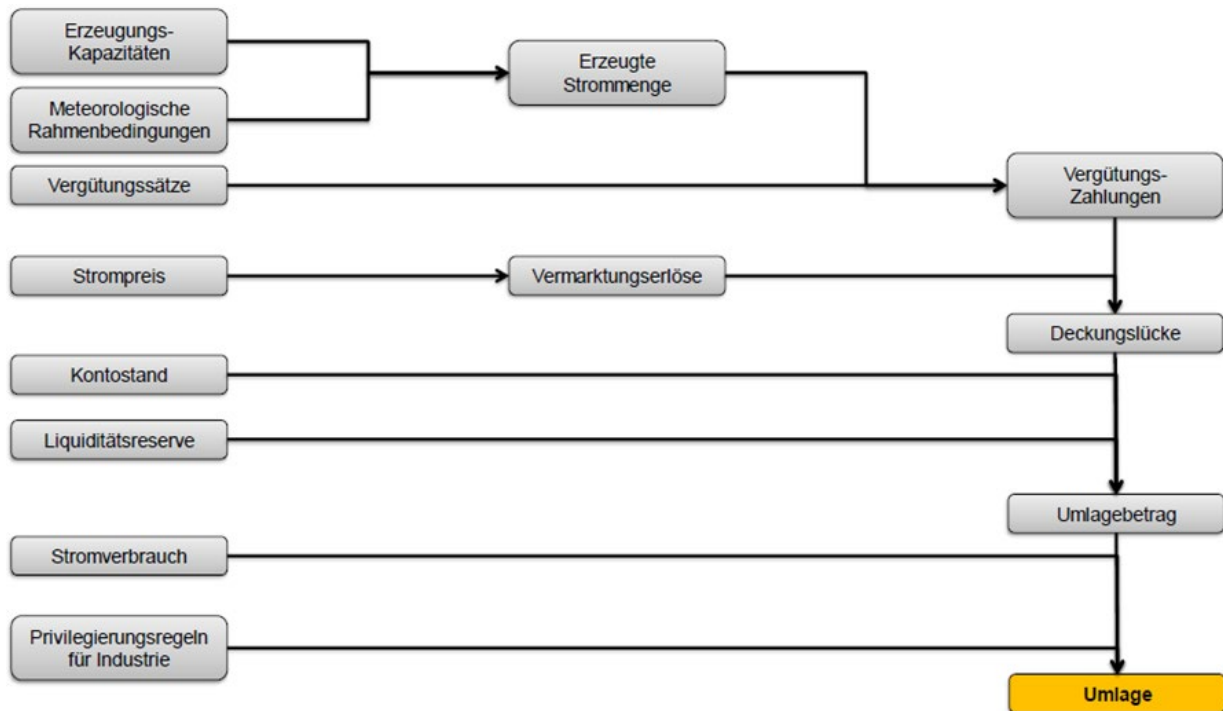 Erzeugungs-
Kapazitäten
Erzeugte
Strommenge
Meteorologische
Rahmenbedingungen
Vergütungssätze
Vergütungs-
Zahlungen
Strompreis
Vermarktungserlöse
Deckungslücke
Kontostand
Liquiditätsreserve
Umlagebetrag
Stromverbrauch
Privilegierungsregeln
für Industrie
Umlage